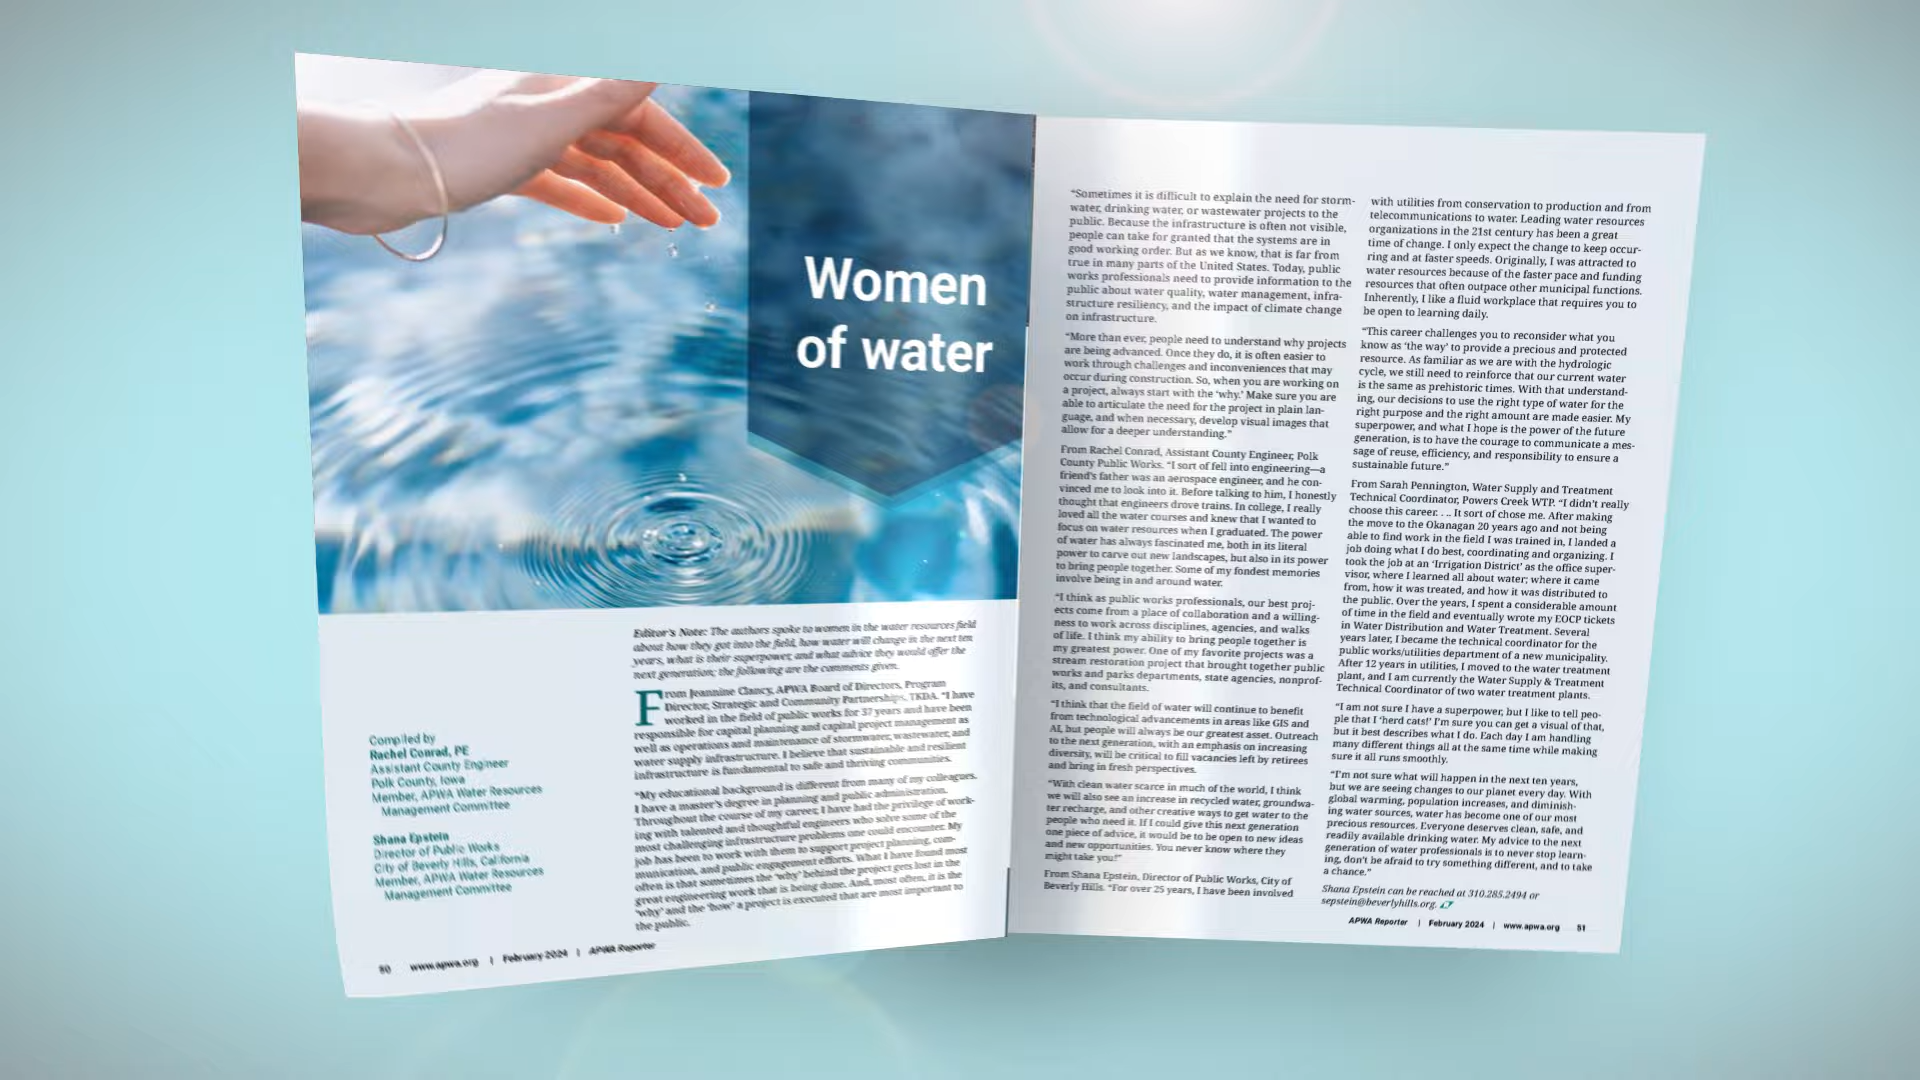 Women
of water
Compiled by
Rachel Conrad, PE
Assistant County Engineer
Polk County, Iowa
Member, APWA Water Resources
Management Committee
Shana Epstein
Director of Public Works
City of Beverly Hills, California
Member, APWA Water Resources
Management Committee
Editor's Note: The authors spoke to women in the water resources field
about how they got into the field, how water will change in the next ten
years, what is their superpower, and what advice they would offer the
next generation; the following are the comments given.
From Jeannine Clancy, APWA Board of Directors, Program
Director, Strategic and Community Partnerships, TKDA. "I have
worked in the field of public works for 37 years and have been
responsible for capital planning and capital project management as
well as operations and maintenance of stormwater, wastewater, and
water supply infrastructure. I believe that sustainable and resilient
infrastructure is fundamental to safe and thriving communities.
"My educational background is different from many of my colleagues.
I have a master's degree in planning and public administration.
Throughout the course of my career, I have had the privilege of work-
ing with talented and thoughtful engineers who solve some of the
most challenging infrastructure problems one could encounter. My
job has been to work with them to support project planning, com-
munication, and public engagement efforts. What I have found most
often is that sometimes the 'why' behind the project gets lost in the
great engineering work that is being done. And, most often, it is the
'why' and the 'how' a project is executed that are most important to
the public.
50 www.apwa.org | February 2024 | APWA Reporter
"Sometimes it is difficult to explain the need for storm-
water, drinking water, or wastewater projects to the
public. Because the infrastructure is often not visible,
people can take for granted that the systems are in
good working order. But as we know, that is far from
true in many parts of the United States. Today, public
works professionals need to provide information to the
public about water quality, water management, infra-
structure resiliency, and the impact of climate change
on infrastructure.
"More than ever, people need to understand why projects
are being advanced. Once they do, it is often easier to
work through challenges and inconveniences that may
occur during construction. So, when you are working on
a project, always start with the 'why.' Make sure you are
able to articulate the need for the project in plain lan-
guage, and when necessary, develop visual images that
allow for a deeper understanding."
From Rachel Conrad, Assistant County Engineer, Polk
County Public Works. "I sort of fell into engineering—a
friend's father was an aerospace engineer, and he con-
vinced me to look into it. Before talking to him, I honestly
thought that engineers drove trains. In college, I really
loved all the water courses and knew that I wanted to
focus on water resources when I graduated. The power
of water has always fascinated me, both in its literal
power to carve out new landscapes, but also in its power
to bring people together. Some of my fondest memories
involve being in and around water.
"I think as public works professionals, our best proj-
ects come from a place of collaboration and a willing-
ness to work across disciplines, agencies, and walks
of life. I think my ability to bring people together is
my greatest power. One of my favorite projects was a
stream restoration project that brought together public
works and parks departments, state agencies, nonprof-
its, and consultants.
"I think that the field of water will continue to benefit
from technological advancements in areas like GIS and
AI, but people will always be our greatest asset. Outreach
to the next generation, with an emphasis on increasing
diversity, will be critical to fill vacancies left by retirees
and bring in fresh perspectives.
"With clean water scarce in much of the world, I think
we will also see an increase in recycled water, groundwa-
ter recharge, and other creative ways to get water to the
people who need it. If I could give this next generation
one piece of advice, it would be to be open to new ideas
and new opportunities. You never know where they
might take you!"
From Shana Epstein, Director of Public Works, City of
Beverly Hills. "For over 25 years, I have been involved
with utilities from conservation to production and from
telecommunications to water. Leading water resources
organizations in the 21st century has been a great
time of change. I only expect the change to keep occur-
ring and at faster speeds. Originally, I was attracted to
water resources because of the faster pace and funding
resources that often outpace other municipal functions.
Inherently, I like a fluid workplace that requires you to
be open to learning daily.
"This career challenges you to reconsider what you
know as 'the way' to provide a precious and protected
resource. As familiar as we are with the hydrologic
cycle, we still need to reinforce that our current water
is the same as prehistoric times. With that understand-
ing, our decisions to use the right type of water for the
right purpose and the right amount are made easier. My
superpower, and what I hope is the power of the future
generation, is to have the courage to communicate a mes-
sage of reuse, efficiency, and responsibility to ensure a
sustainable future."
From Sarah Pennington, Water Supply and Treatment
Technical Coordinator, Powers Creek WTP. "I didn't really
choose this career. . . . It sort of chose me. After making
the move to the Okanagan 20 years ago and not being
able to find work in the field I was trained in, I landed a
job doing what I do best, coordinating and organizing. I
took the job at an 'Irrigation District' as the office super-
visor, where I learned all about water; where it came
from, how it was treated, and how it was distributed to
the public. Over the years, I spent a considerable amount
of time in the field and eventually wrote my EOCP tickets
in Water Distribution and Water Treatment. Several
years later, I became the technical coordinator for the
public works/utilities department of a new municipality.
After 12 years in utilities, I moved to the water treatment
plant, and I am currently the Water Supply & Treatment
Technical Coordinator of two water treatment plants.
"I am not sure I have a superpower, but I like to tell peo-
ple that I 'herd cats!' I'm sure you can get a visual of that,
but it best describes what I do. Each day I am handling
many different things all at the same time while making
sure it all runs smoothly.
"I'm not sure what will happen in the next ten years,
but we are seeing changes to our planet every day. With
global warming, population increases, and diminish-
ing water sources, water has become one of our most
precious resources. Everyone deserves clean, safe, and
readily available drinking water. My advice to the next
generation of water professionals is to never stop learn-
ing, don't be afraid to try something different, and to take
a chance."
Shana Epstein can be reached at 310.285.2494 or
sepstein@beverlyhills.org.
APWA Reporter | February 2024 | www.apwa.org 51